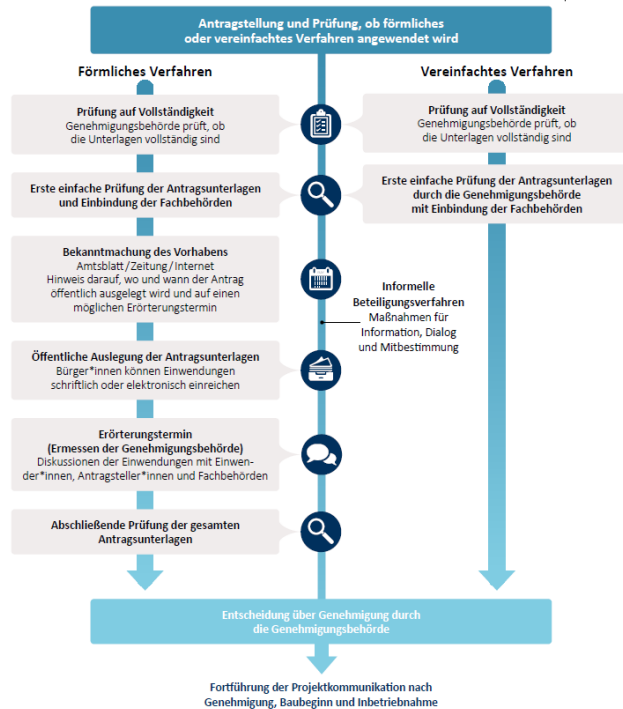 Antragstellung und Prüfung, ob förmliches
oder vereinfachtes Verfahren angewendet wird
Förmliches Verfahren
Vereinfachtes Verfahren
Prüfung auf Vollständigkeit
Genehmigungsbehörde prüft, ob
die Unterlagen vollständig sind
Prüfung auf Vollständigkeit
Genehmigungsbehörde prüft, ob
die Unterlagen vollständig sind
Erste einfache Prüfung der Antragsunterlagen
und Einbindung der Fachbehörden
Erste einfache Prüfung der Antragsunterlagen
durch die Genehmigungsbehörde
mit Einbindung der Fachbehörden
Bekanntmachung des Vorhabens
Amtsblatt/Zeitung/Internet
Hinweis darauf, wo und wann der Antrag
öffentlich ausgelegt wird und auf einen
möglichen Erörterungstermin
Informelle
Beteiligungsverfahren
Maßnahmen für
Information, Dialog
und Mitbestimmung
Öffentliche Auslegung der Antragsunterlagen
Bürger*innen können Einwendungen
schriftlich oder elektronisch einreichen
Erörterungstermin
(Ermessen der Genehmigungsbehörde)
Diskussionen der Einwendungen mit Einwen-
der*innen, Antragsteller*innen und Fachbehörden
Abschließende Prüfung der gesamten
Antragsunterlagen
Entscheidung über Genehmigung durch
die Genehmigungsbehörde
Fortführung der Projektkommunikation nach
Genehmigung, Baubeginn und Inbetriebnahme